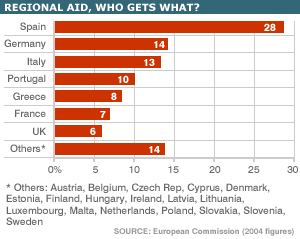 REGIONAL AID, WHO GETS WHAT?
Spain 28
Germany 14
Italy 13
Portugal 10
Greece 8
France 7
UK 6
Others* 14
0% 5 10 15 20 25 30
* Others: Austria, Belgium, Czech Rep, Cyprus, Denmark,
Estonia, Finland, Hungary, Ireland, Latvia, Lithuania,
Luxembourg, Malta, Netherlands, Poland, Slovakia, Slovenia,
Sweden
SOURCE: European Commission (2004 figures)